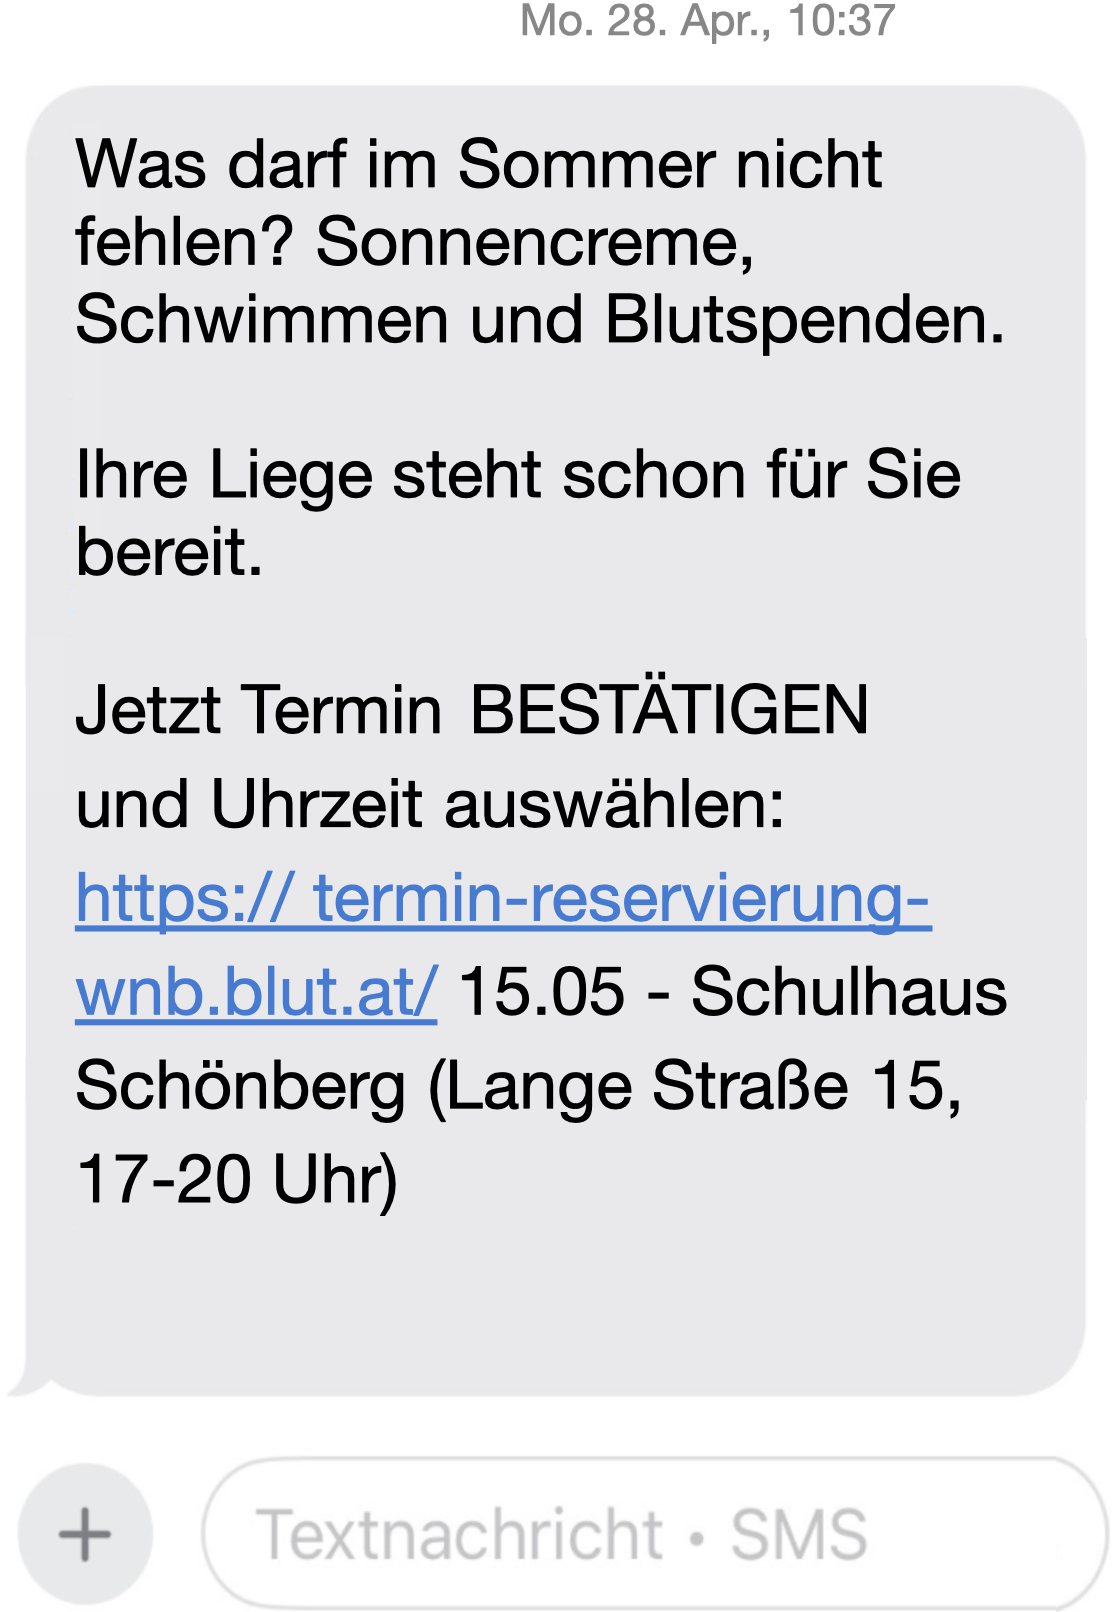 Mo. 28. Apr., 10:37
Was darf im Sommer nicht
fehlen? Sonnencreme,
Schwimmen und Blutspenden.
Ihre Liege steht schon für Sie
bereit.
Jetzt Termin BESTÄTIGEN
und Uhrzeit auswählen:
https:// termin-reservierung-
wnb.blut.at/ 15.05 - Schulhaus
Schönberg (Lange Straße 15,
17-20 Uhr)
+
Textnachricht • SMS